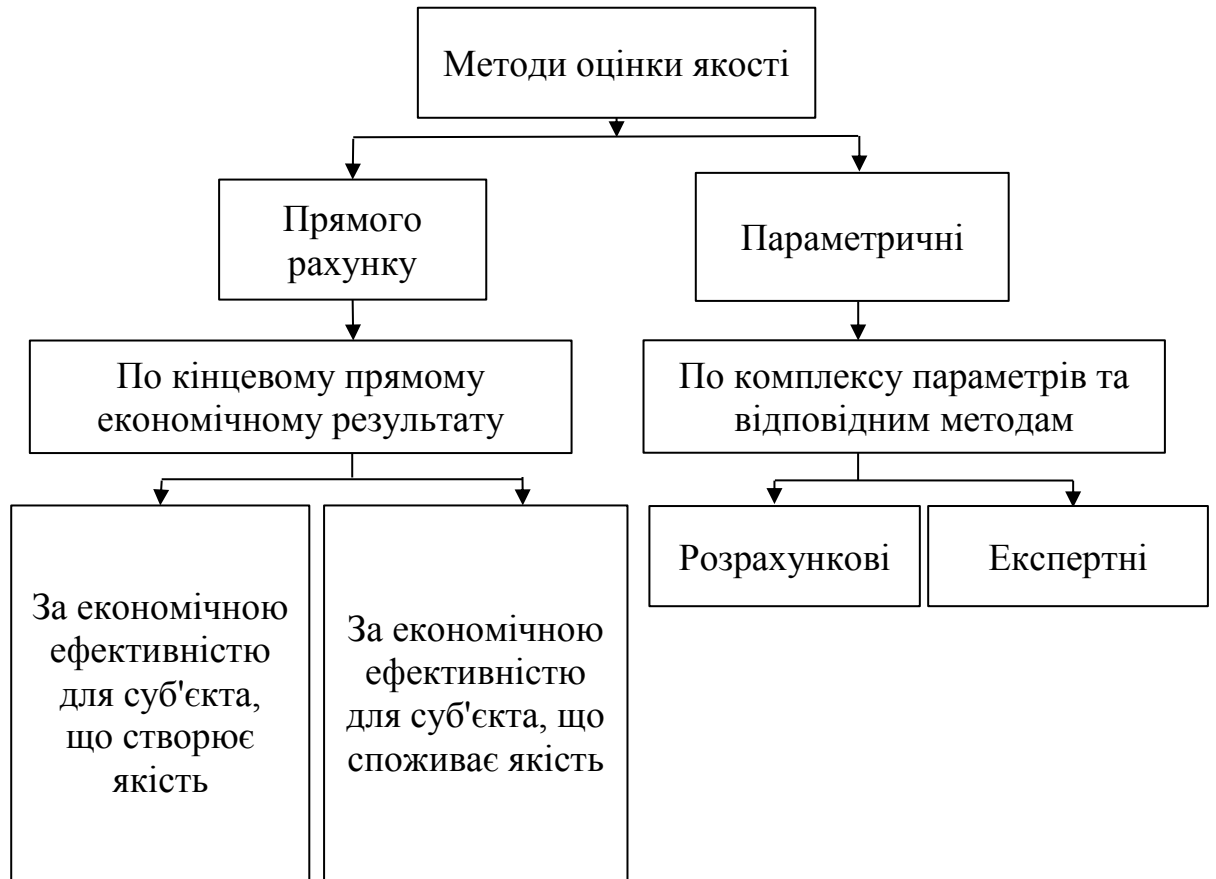 Методи оцінки якості
Прямого
рахунку
Параметричні
По кінцевому прямому
економічному результату
По комплексу параметрів та
відповідним методам
За економічною
ефективністю
для суб'єкта,
що створює
якість
За економічною
ефективністю
для суб'єкта, що
споживає якість
Розрахункові
Експертні